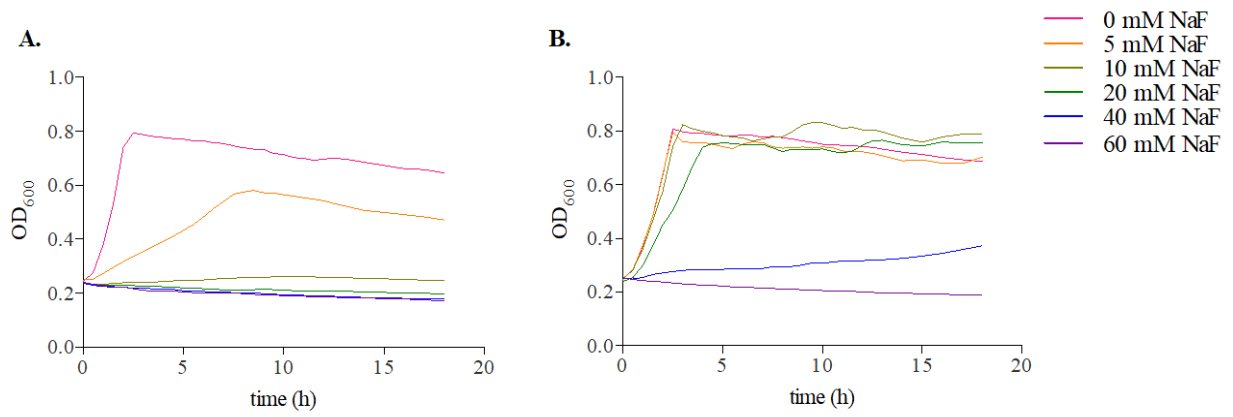 A.
1.0
0.8
0.6
0.4
0.2
0.0
OD600
0 5 10 15 20
time (h)
B.
1.0
0.8
0.6
0.4
0.2
0.0
OD600
0 5 10 15 20
time (h)
0 mM NaF
5 mM NaF
10 mM NaF
20 mM NaF
40 mM NaF
60 mM NaF